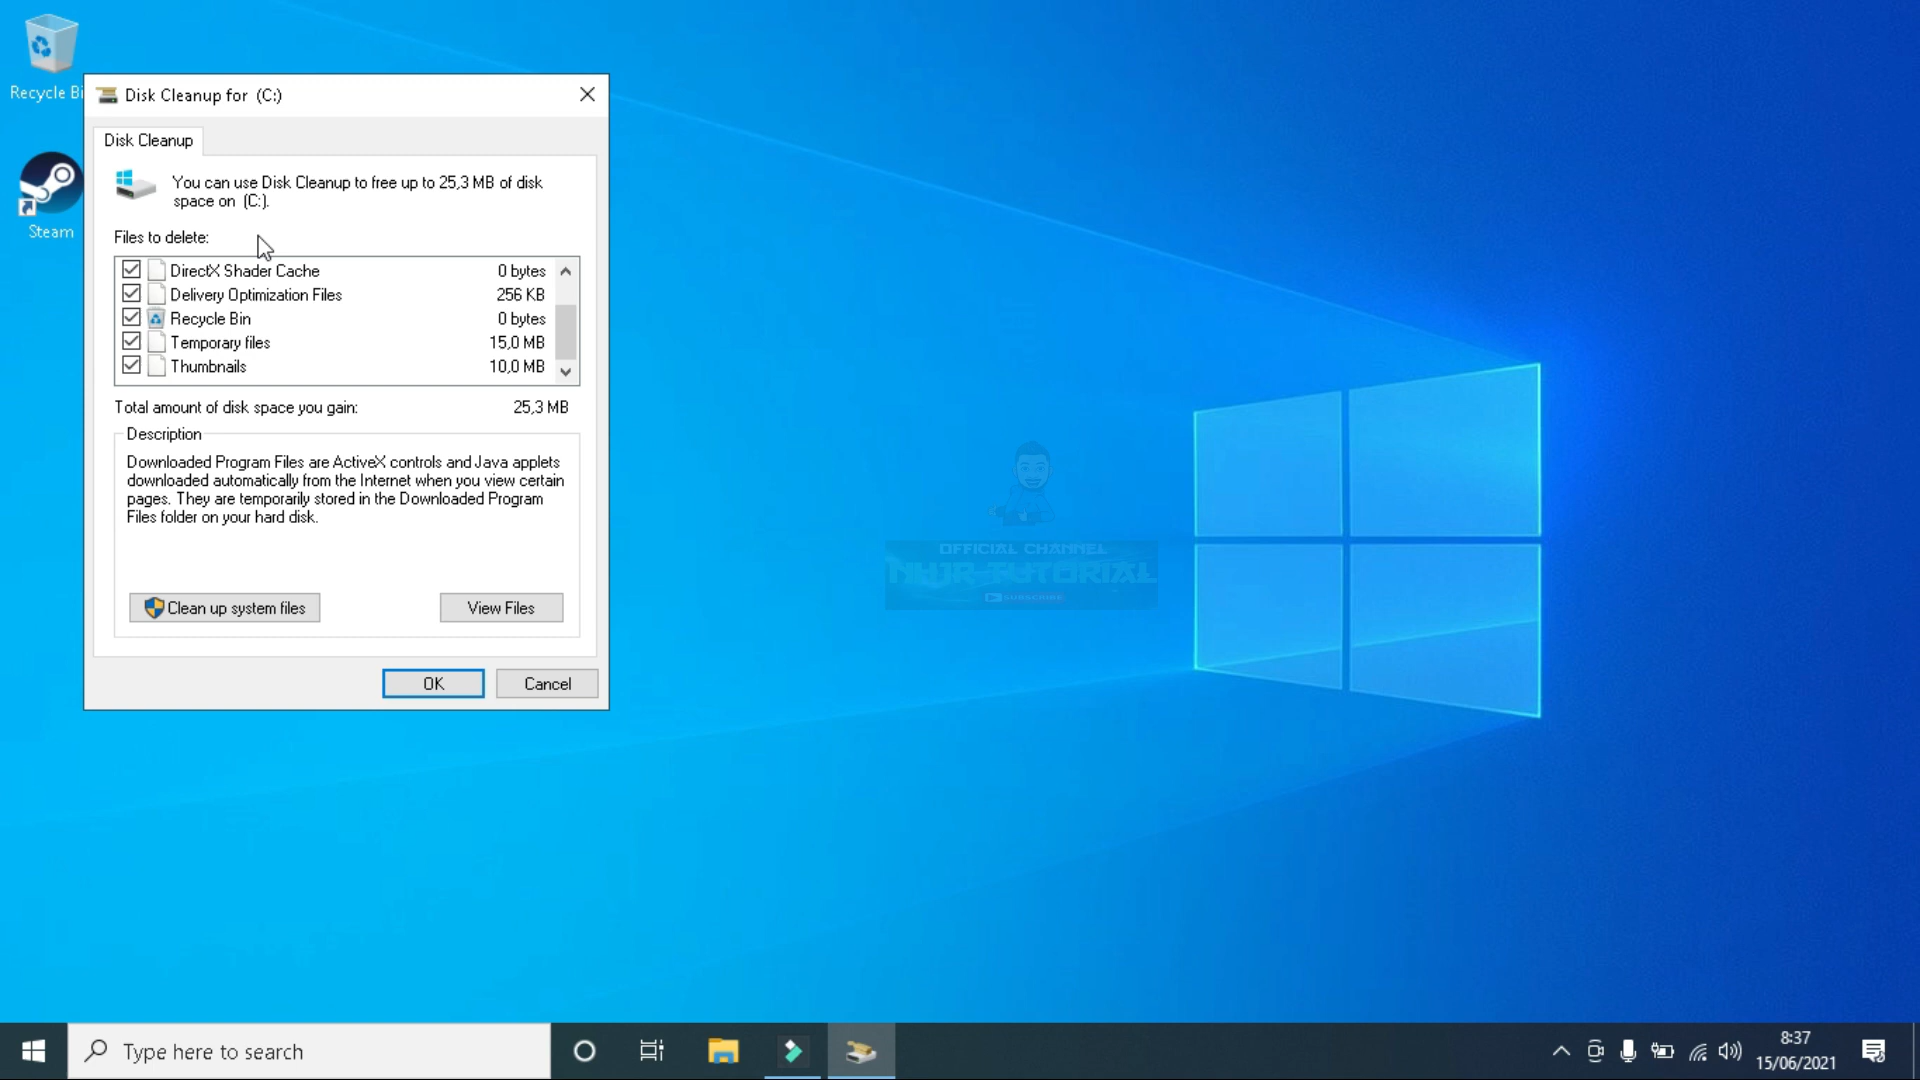 Recycle Bi
Steam
Disk Cleanup for (C:)
Disk Cleanup
You can use Disk Cleanup to free up to 25,3 MB of disk
space on (C:).
Files to delete:
DirectX Shader Cache 0 bytes
Delivery Optimization Files 256 KB
Recycle Bin 0 bytes
Temporary files 15,0 MB
Thumbnails 10,0 MB
Total amount of disk space you gain: 25,3 MB
Description
Downloaded Program Files are ActiveX controls and Java applets
downloaded automatically from the Internet when you view certain
pages. They are temporarily stored in the Downloaded Program
Files folder on your hard disk.
Clean up system files View Files
OK Cancel
OFFICIAL CHANNEL
NHJR TUTORIAL
SUBSCRIBE
Type here to search
8:37
15/06/2021